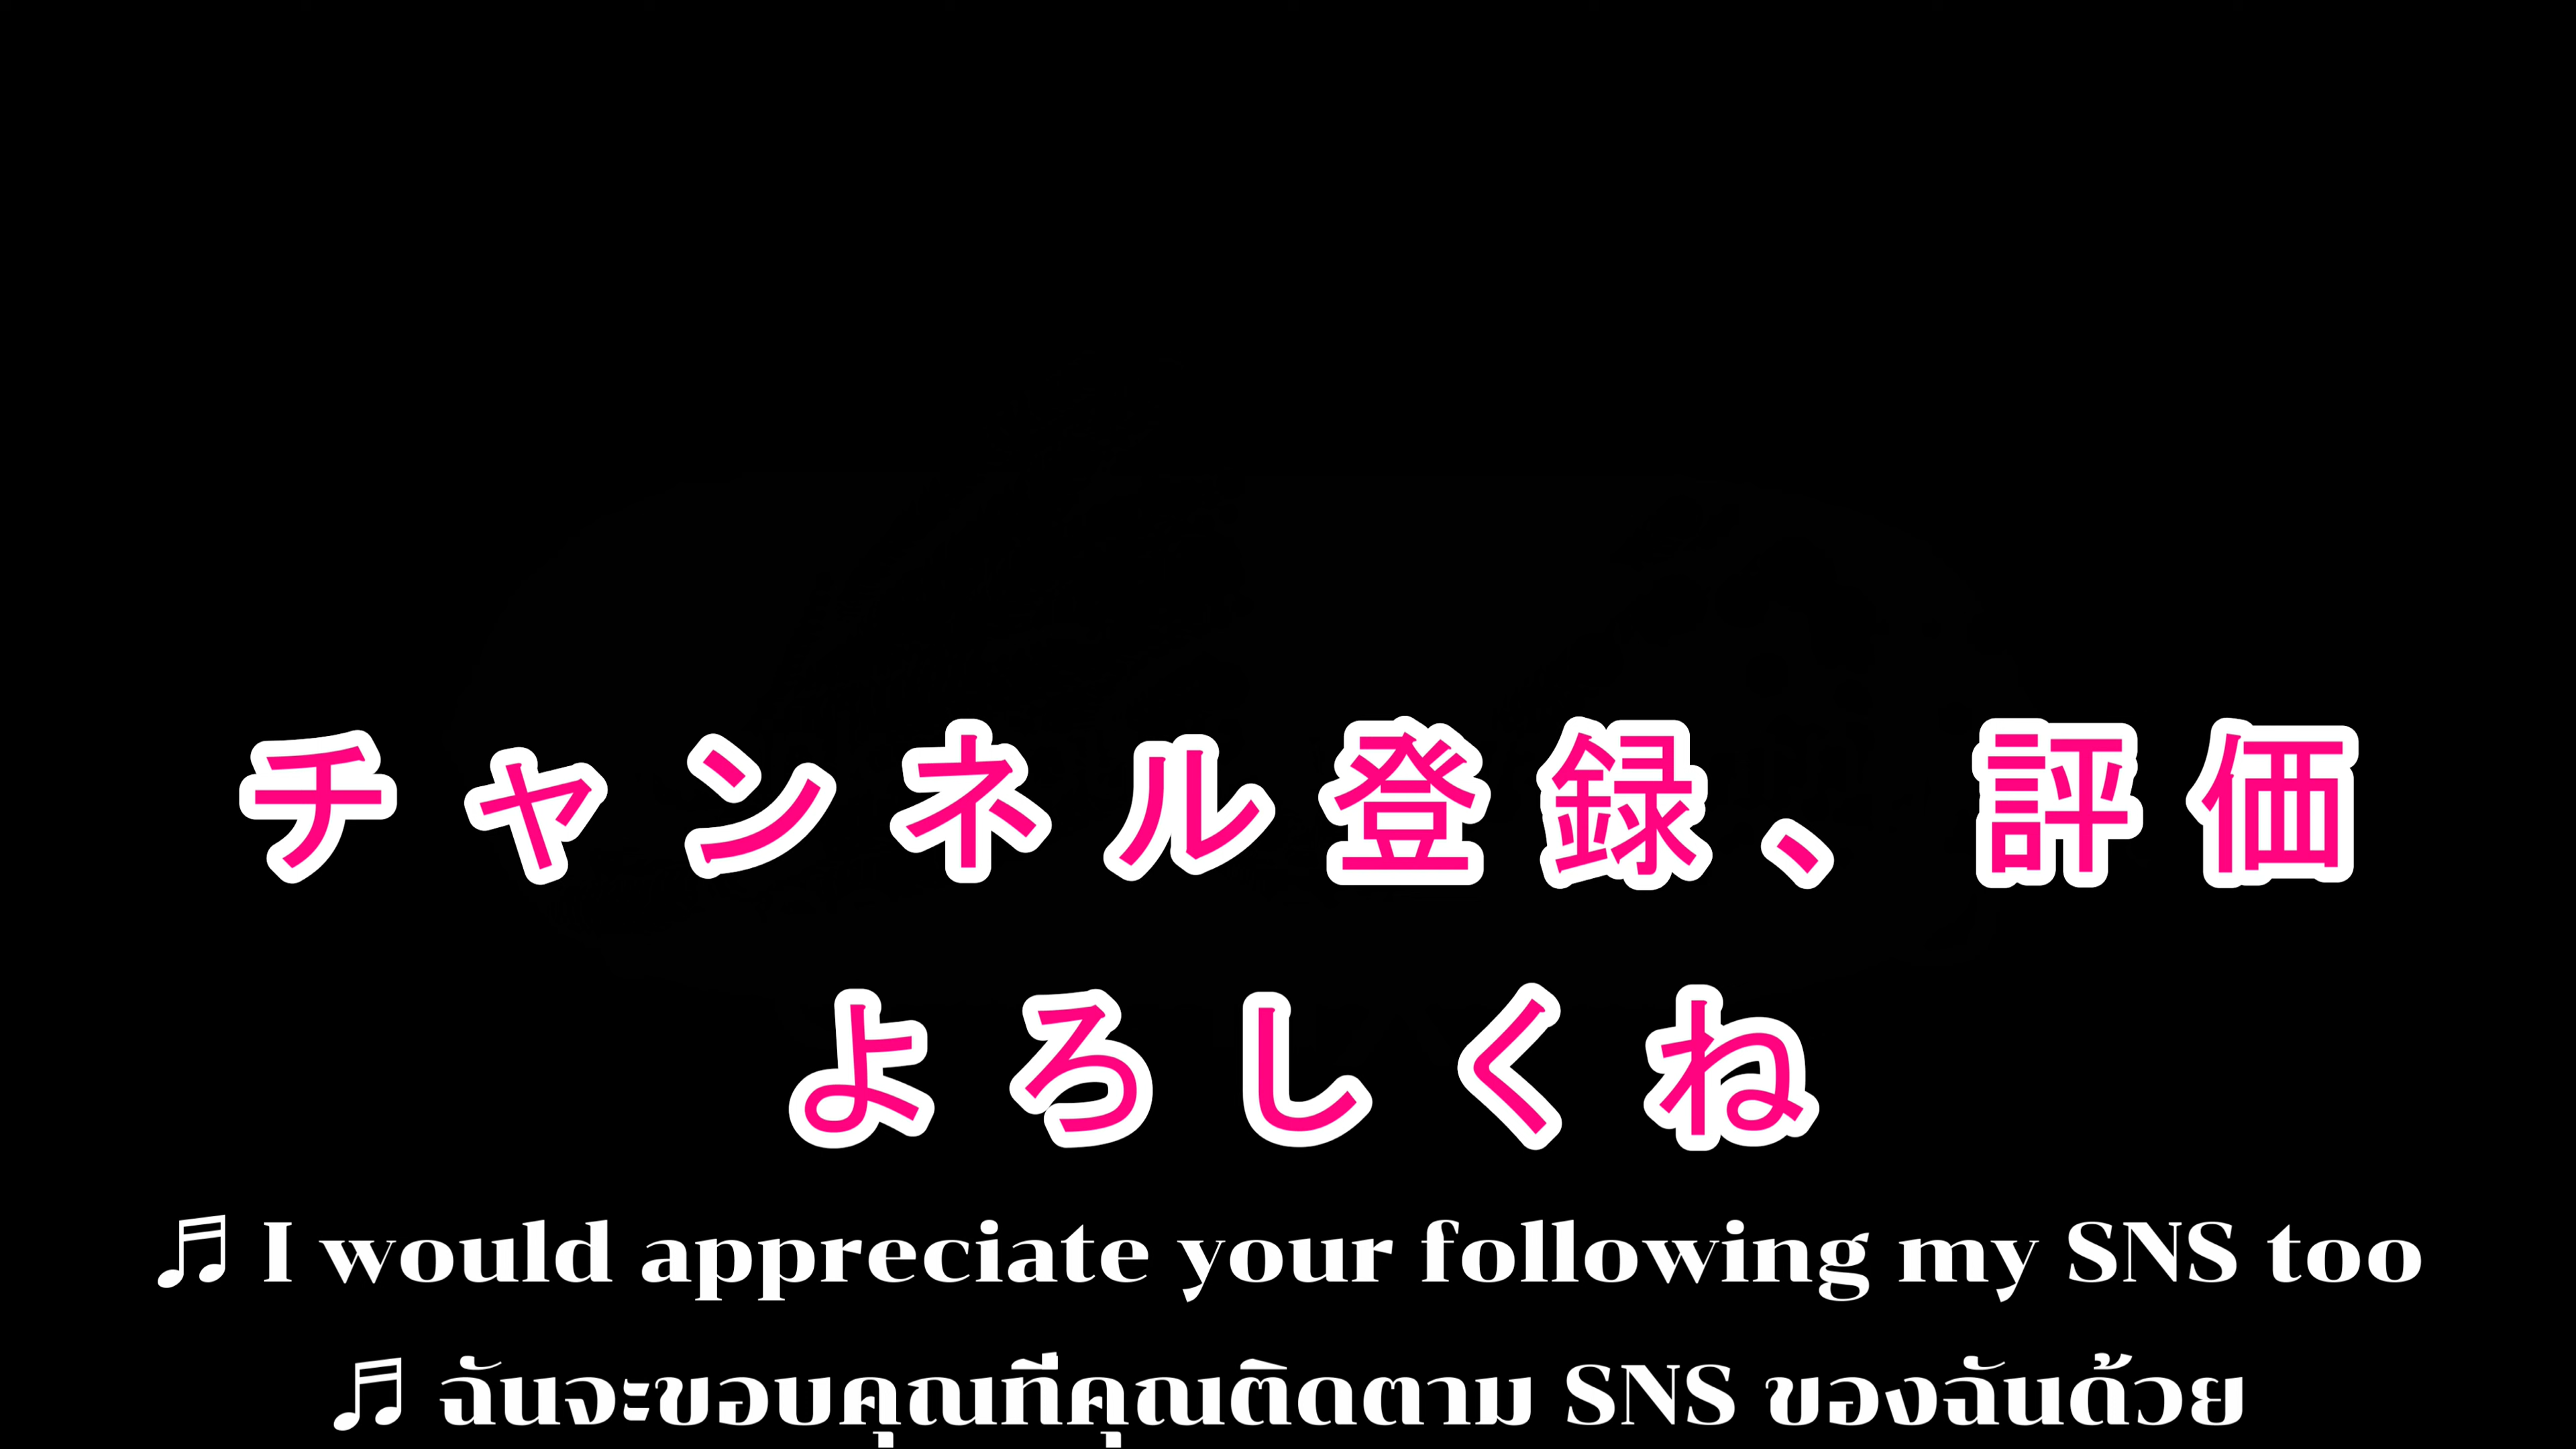 チャンネル登録、評価
よろしくね
♬ I would appreciate your following my SNS too
♬ ฉันจะขอบคุณที่คุณติดตาม SNS ของฉันด้วย